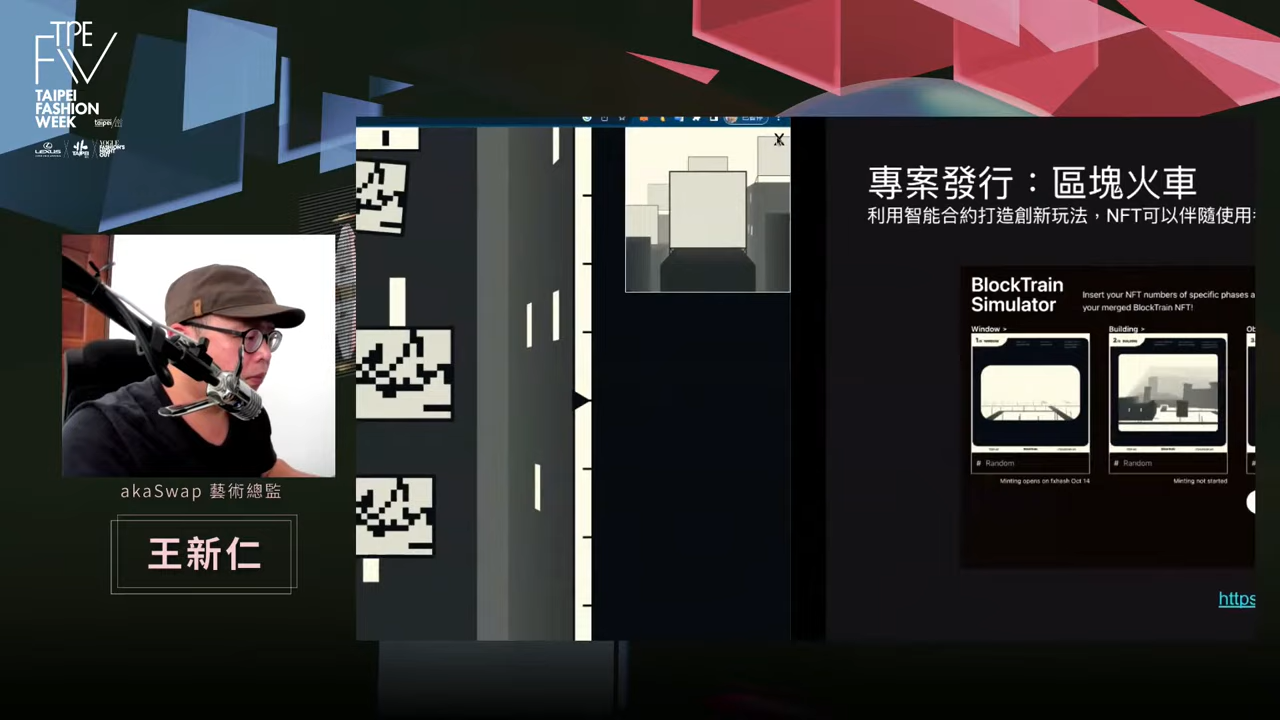 TPE
FW
TAIPEI
FASHION
WEEK
LEXUS
akaSwap 藝術總監
王新仁
專案發行：區塊火車
利用智能合約打造創新玩法，NFT可以伴隨使用
BlockTrain
Simulator
Insert your NFT numbers of specific phases a
your merged BlockTrain NFT!
Window >
Building >
# Random
# Random
Minting opens on fxhash Oct 14
Minting not started
https